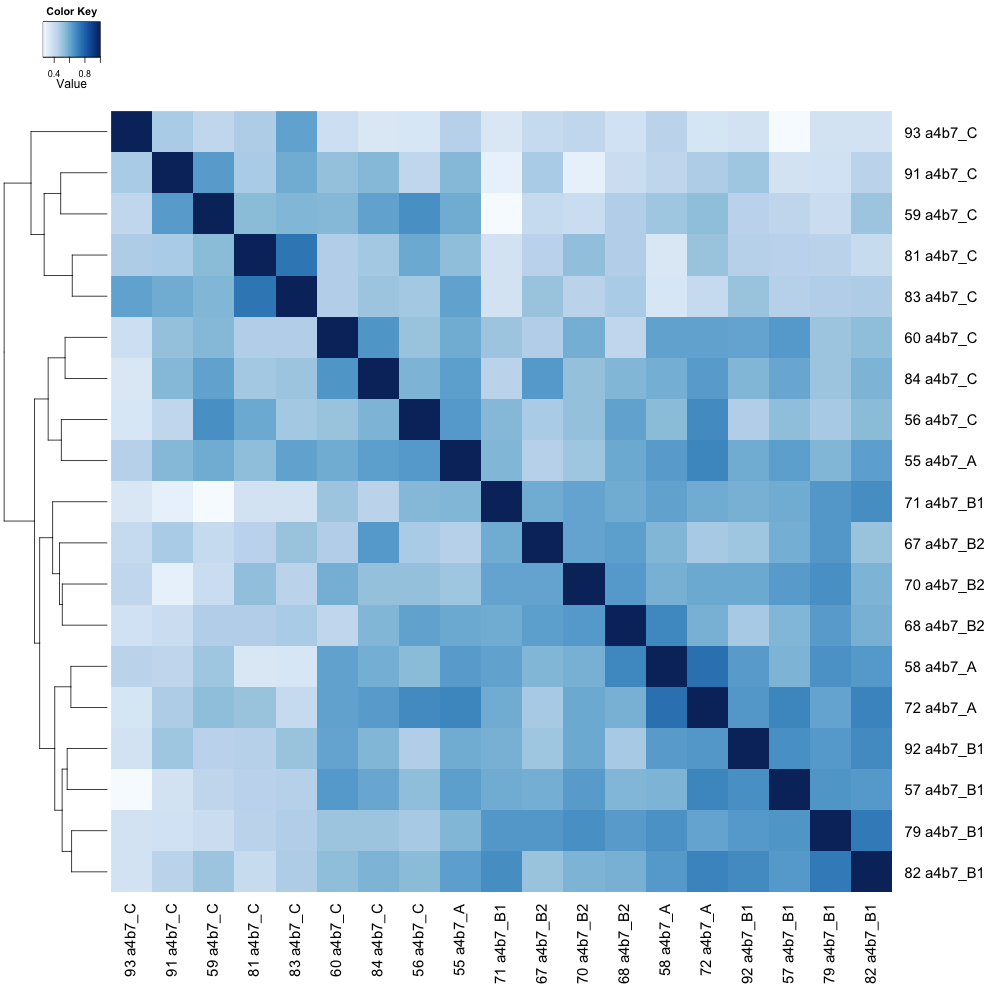 Color Key
0.4 0.8
Value
93 a4b7_C
91 a4b7_C
59 a4b7_C
81 a4b7_C
83 a4b7_C
60 a4b7_C
84 a4b7_C
56 a4b7_C
55 a4b7_A
71 a4b7_B1
67 a4b7_B2
70 a4b7_B2
68 a4b7_B2
58 a4b7_A
72 a4b7_A
92 a4b7_B1
57 a4b7_B1
79 a4b7_B1
82 a4b7_B1
93 a4b7_C
91 a4b7_C
59 a4b7_C
81 a4b7_C
83 a4b7_C
60 a4b7_C
84 a4b7_C
56 a4b7_C
55 a4b7_A
71 a4b7_B1
67 a4b7_B2
70 a4b7_B2
68 a4b7_B2
58 a4b7_A
72 a4b7_A
92 a4b7_B1
57 a4b7_B1
79 a4b7_B1
82 a4b7_B1